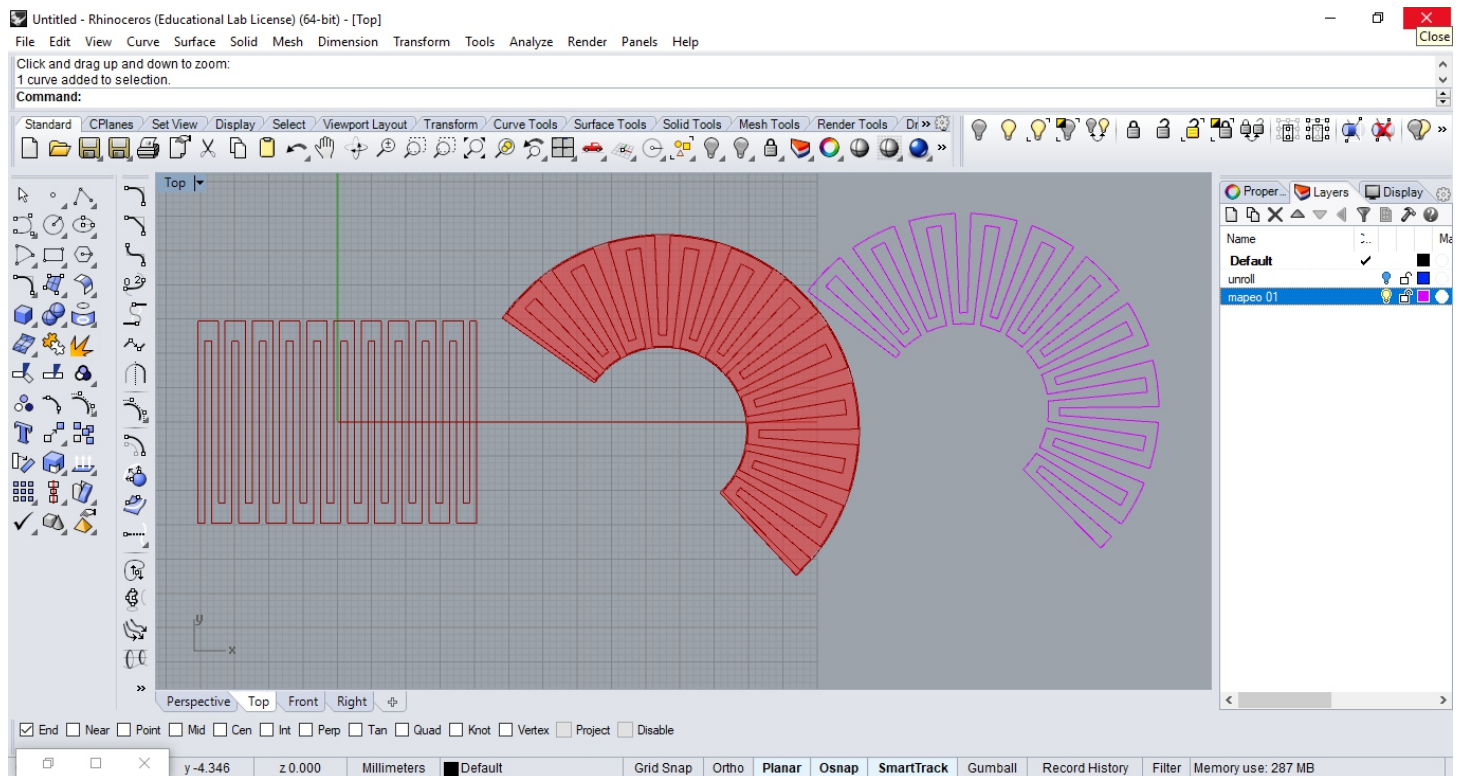 Untitled - Rhinoceros (Educational Lab License) (64-bit) - [Top]
Close
File Edit View Curve Surface Solid Mesh Dimension Transform Tools Analyze Render Panels Help
Click and drag up and down to zoom:
1 curve added to selection.
Command:
Standard CPlanes Set View Display Select Viewport Layout Transform Curve Tools Surface Tools Solid Tools Mesh Tools Render Tools Dr »
Top
Proper... Layers Display
Name
Default
unroll
mapeo 01
y
x
Perspective Top Front Right
End Near Point Mid Cen Int Perp Tan Quad Knot Vertex Project Disable
y -4.346 z 0.000 Millimeters Default Grid Snap Ortho Planar Osnap SmartTrack Gumball Record History Filter Memory use: 287 MB